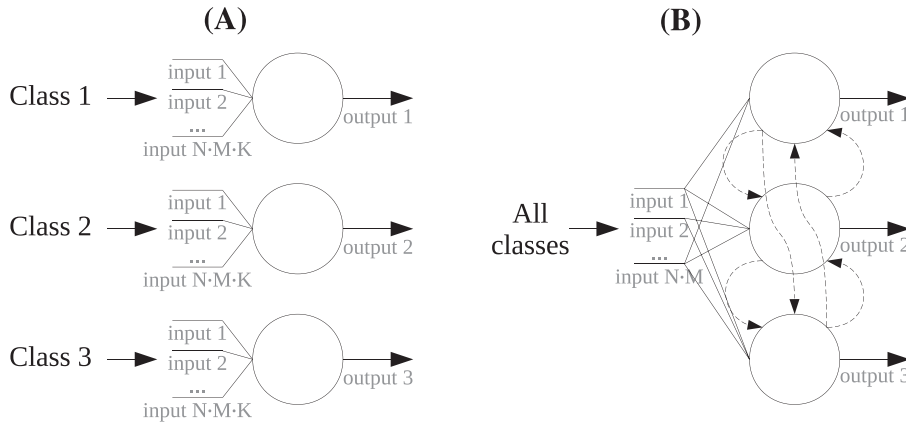 (A)
Class 1
input 1
input 2
...
input N·M·K
output 1
Class 2
input 1
input 2
...
input N·M·K
output 2
Class 3
input 1
input 2
...
input N·M·K
output 3
(B)
All
classes
input 1
input 2
...
input N·M
output 1
output 2
output 3